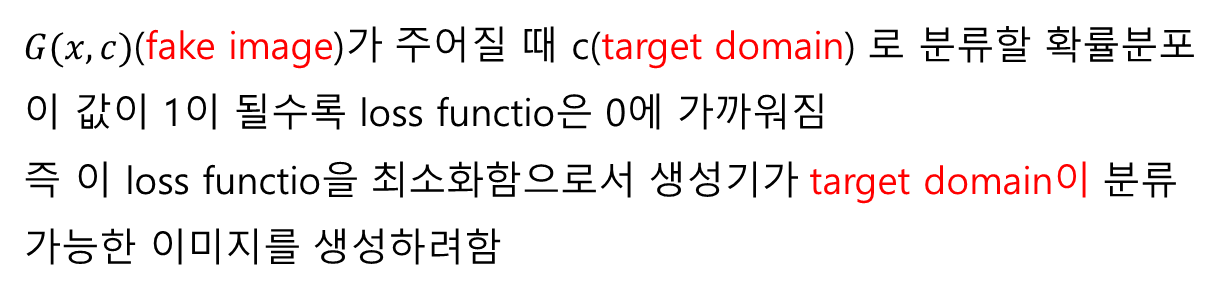 G(x, c)(fake image)가 주어질 때 c(target domain) 로 분류할 확률분포
이 값이 1이 될수록 loss functio은 0에 가까워짐
즉 이 loss functio을 최소화함으로서 생성기가 target domain이 분류
가능한 이미지를 생성하려함